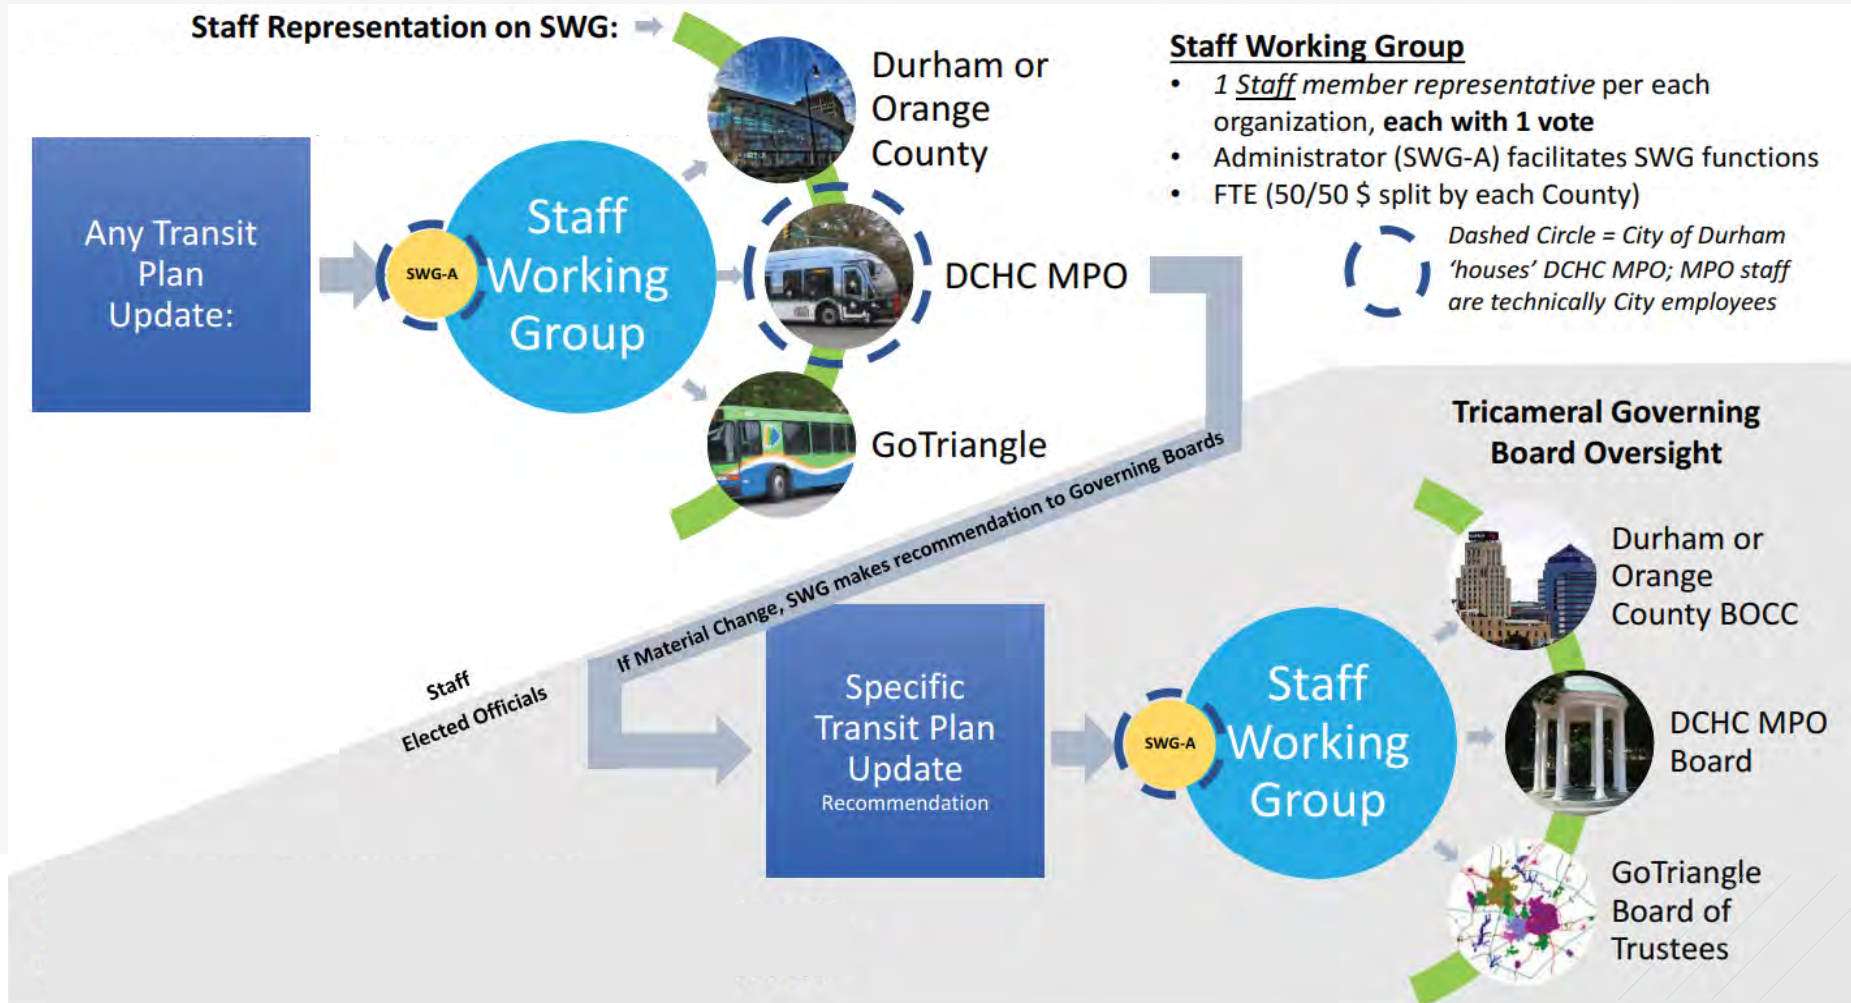 Staff Representation on SWG:
Durham or
Orange
County
DCHC MPO
GoTriangle
Any Transit
Plan
Update:
SWG-A
Staff
Working
Group
Staff Working Group
• 1 Staff member representative per each
organization, each with 1 vote
• Administrator (SWG-A) facilitates SWG functions
• FTE (50/50 $ split by each County)
Dashed Circle = City of Durham
‘houses’ DCHC MPO; MPO staff
are technically City employees
If Material Change, SWG makes recommendation to Governing Boards
Staff
Elected Officials
Tricameral Governing
Board Oversight
Specific
Transit Plan
Update
Recommendation
SWG-A
Staff
Working
Group
Durham or
Orange
County BOCC
DCHC MPO
Board
GoTriangle
Board of
Trustees